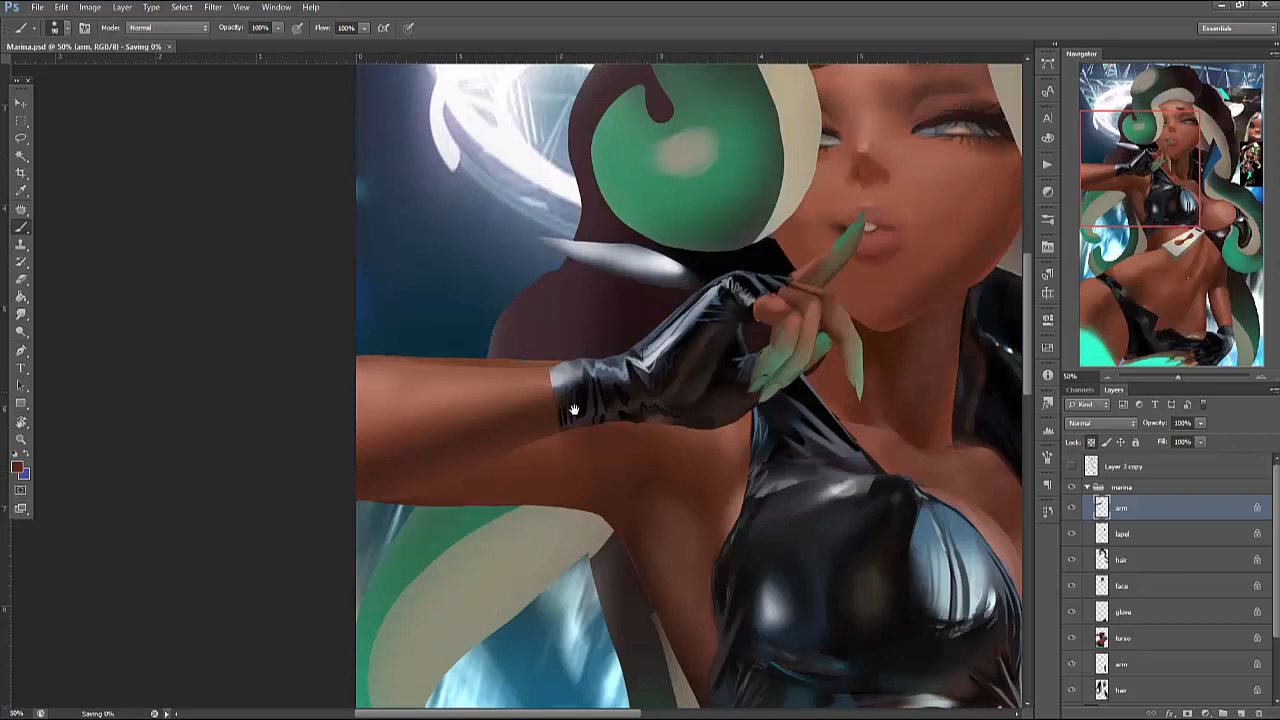 Ps File Edit Image Layer Type Select Filter View Window Help
98 Mode: Normal Opacity: 100% Flow: 100% Essentials
Marina.psd @ 50% (arm, RGB/8) - Saving 0% ×
Navigator
50%
Channels Layers
Kind
Normal Opacity: 100%
Lock: Fill: 100%
Layer 3 copy
marina
arm
lapel
hair
face
glove
torso
arm
hair
50% Saving 0%